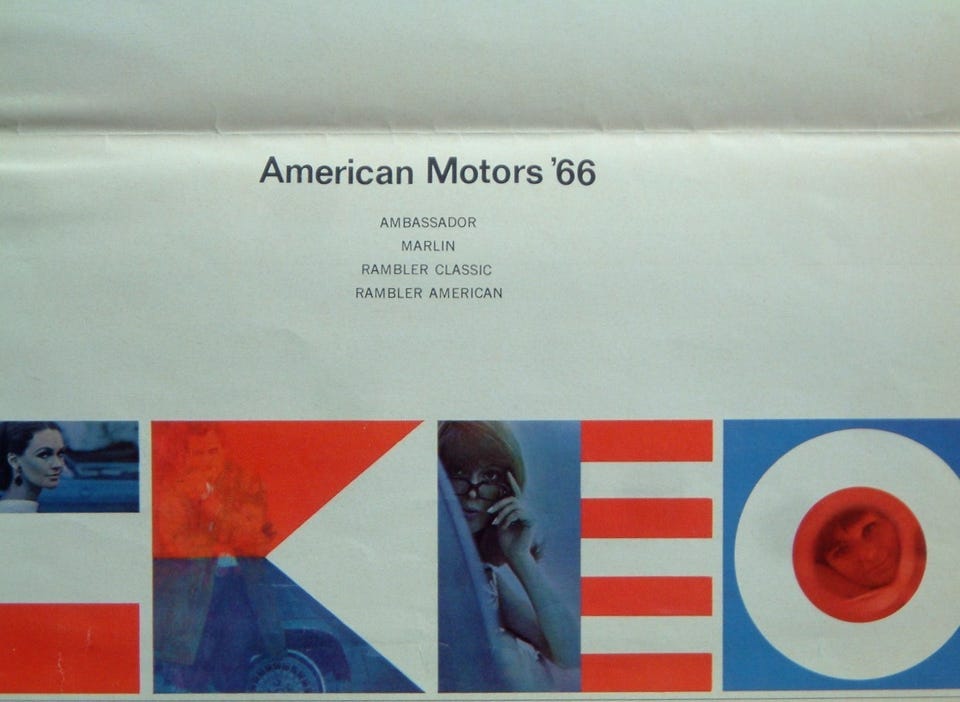 American Motors '66
AMBASSADOR
MARLIN
RAMBLER CLASSIC
RAMBLER AMERICAN